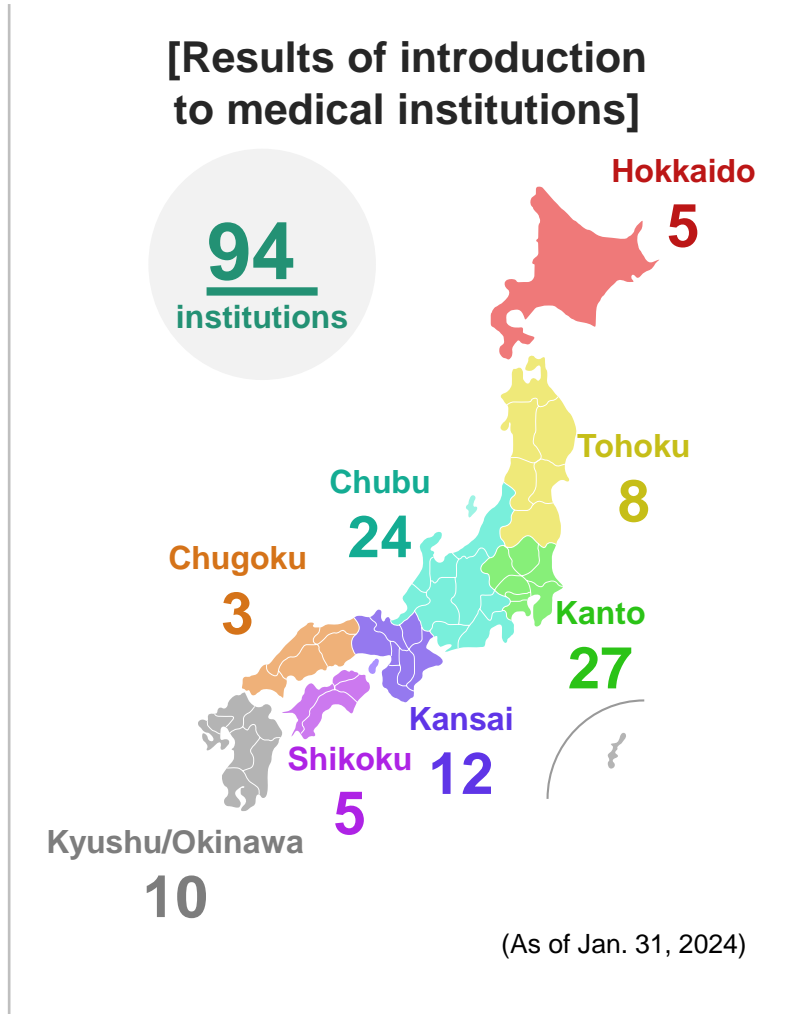 [Results of introduction
to medical institutions]
94
institutions
Hokkaido
5
Tohoku
8
Chubu
24
Chugoku
3
Kanto
27
Kansai
12
Shikoku
5
Kyushu/Okinawa
10
(As of Jan. 31, 2024)